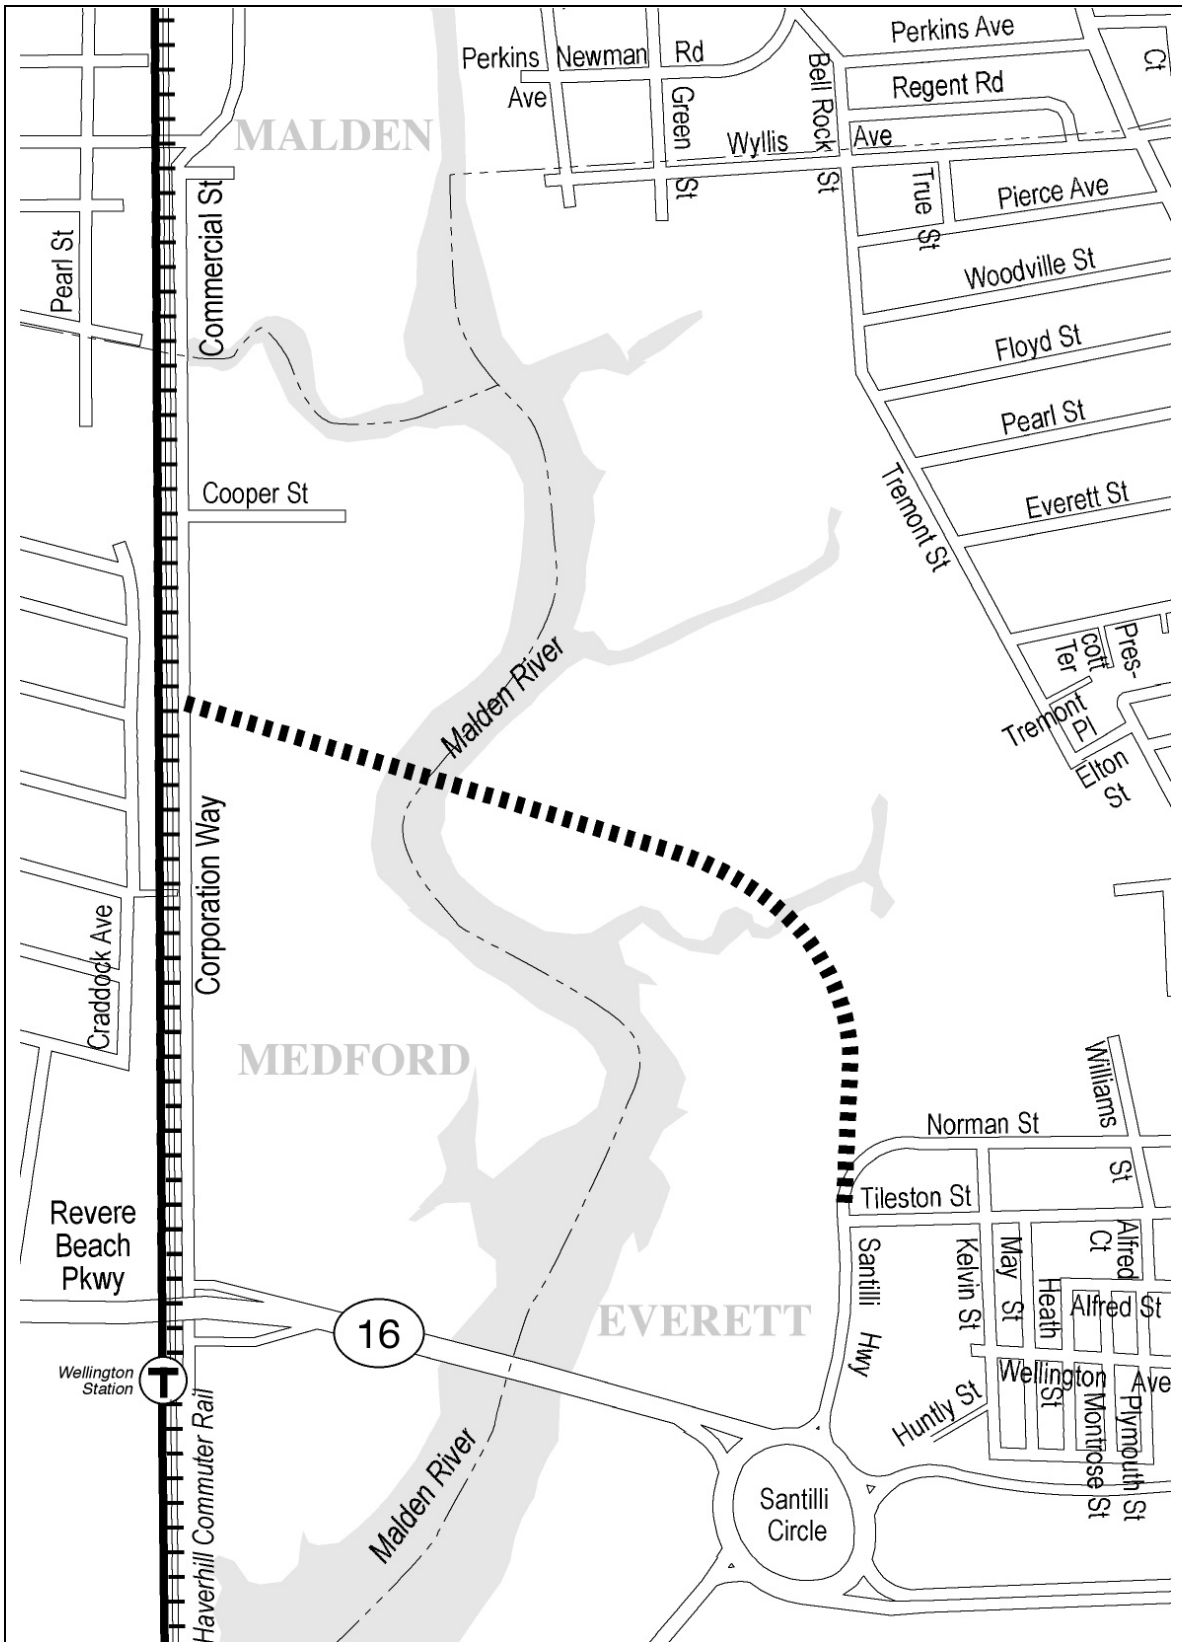 Perkins Ave
Perkins
Ave
Newman
Rd
Ct
Regent Rd
Bell Rock
St
Green
St
MALDEN
Wyllis
Ave
True
St
Pierce Ave
Commercial St
Pearl St
Woodville St
Floyd St
Pearl St
Cooper St
Everett St
Tremont St
Pres-
cott
Ter
Malden River
Tremont
Pl
Elton
St
Corporation Way
Craddock Ave
MEDFORD
Williams
St
Norman St
Tileston St
Revere
Beach
Pkwy
Santilli
Hwy
Kelvin St
May
St
Heath
St
Alfred
Ct
Alfred St
EVERETT
16
Wellington
Station
T
Wellington
Ave
Huntly St
Montrose St
Plymouth St
Haverhill Commuter Rail
Malden River
Santilli
Circle